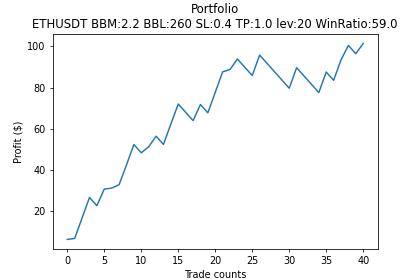 Portfolio
ETHUSDT BBM:2.2 BBL:260 SL:0.4 TP:1.0 lev:20 WinRatio:59.0
100
80
60
40
20
Profit ($)
0 5 10 15 20 25 30 35 40
Trade counts